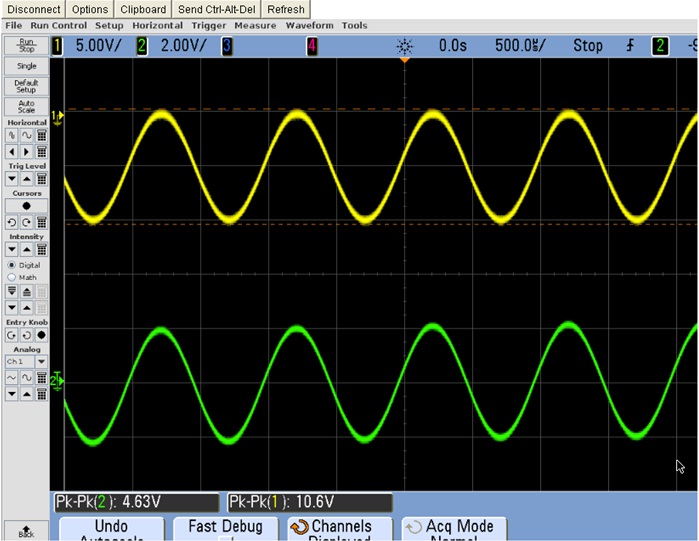 Disconnect Options Clipboard Send Ctrl-Alt-Del Refresh
File Run Control Setup Horizontal Trigger Measure Waveform Tools
Run Stop
1 5.00V/ 2 2.00V/ 3 4 0.0s 500.0㎲/ Stop 2
Single
Default Setup
Auto Scale
Horizontal
1
Trig Level
Cursors
Intensity
Digital
Math
Entry Knob
Analog
Ch 1
2
Pk-Pk(2): 4.63V Pk-Pk(1): 10.6V
Back
Undo Autoscale
Fast Debug
Channels Displayed
Acq Mode Normal